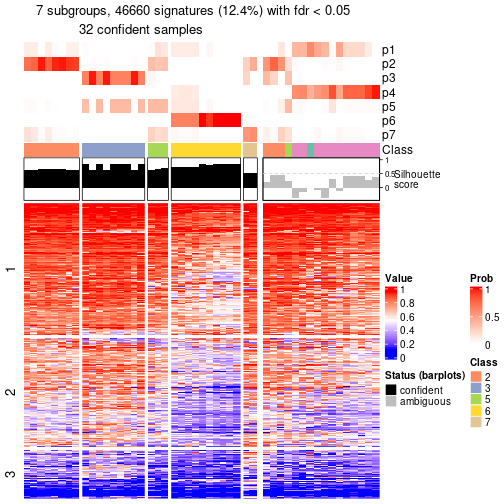 7 subgroups, 46660 signatures (12.4%) with fdr < 0.05
32 confident samples
p1
p2
p3
p4
p5
p6
p7
Class
1
0.5
0
Silhouette
score
1
2
3
Value
1
0.8
0.6
0.4
0.2
0
Status (barplots)
confident
ambiguous
Prob
1
0.5
0
Class
2
3
5
6
7